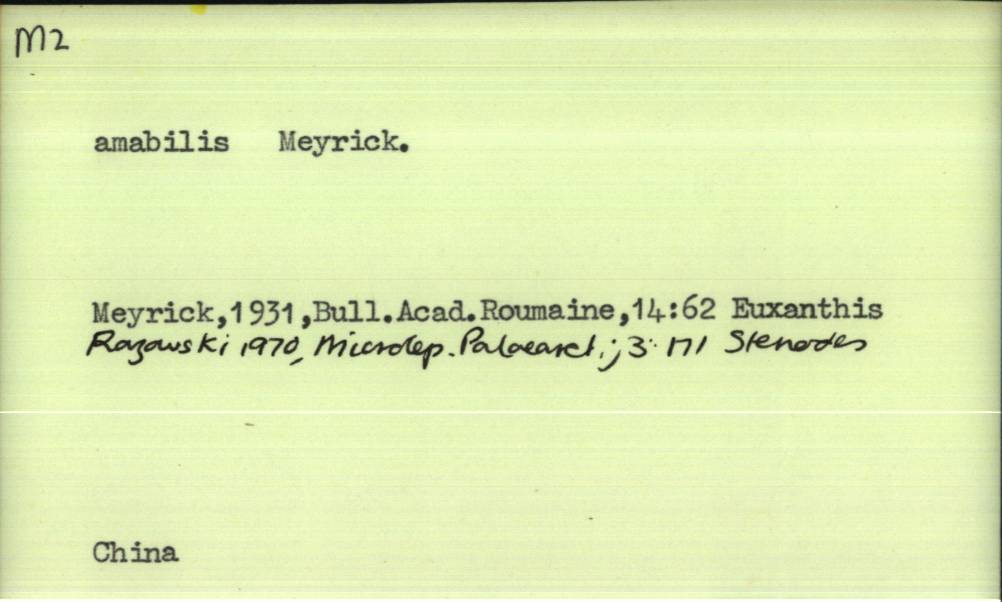 M2
amabilis Meyrick.
Meyrick,1931,Bull.Acad.Roumaine,14:62 Euxanthis
Razowski 1970, Microlep. Palaearct., 3: 171 Stenodes
China